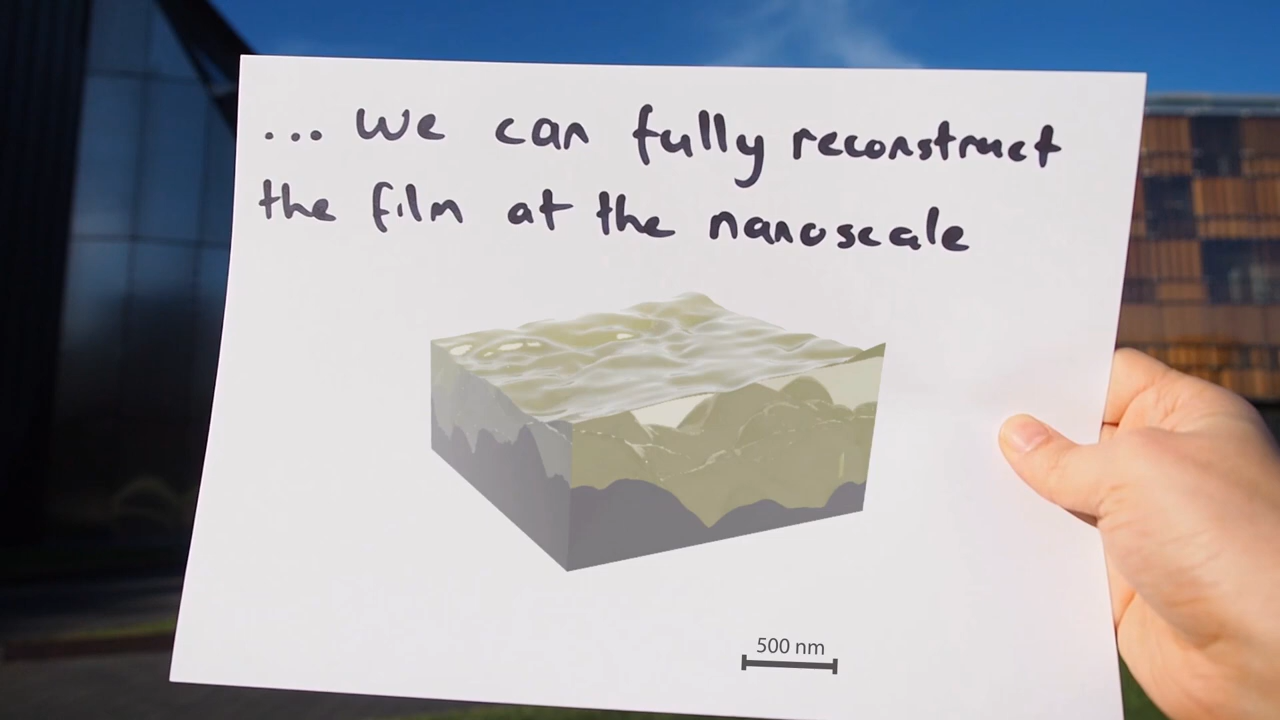 ... we can fully reconstruct
the film at the nanoscale
500 nm